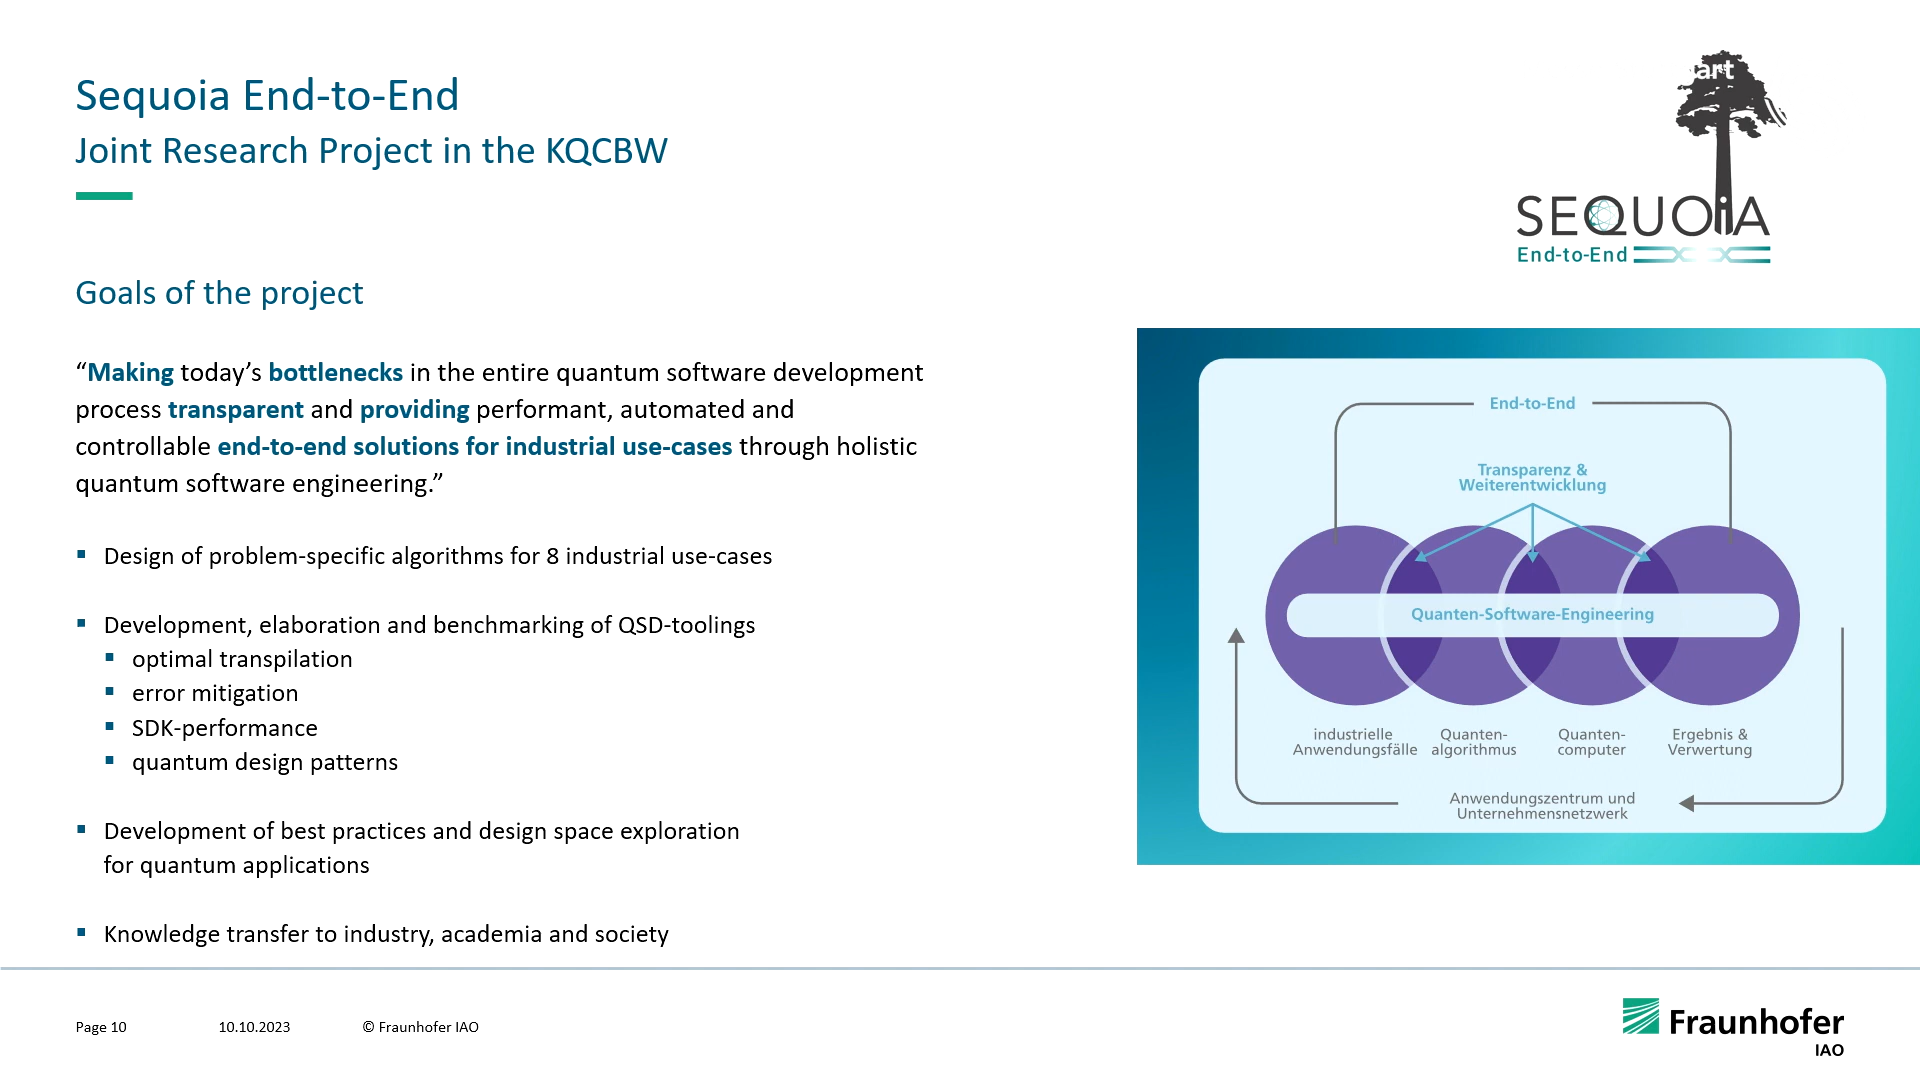 Sequoia End-to-End
Joint Research Project in the KQCBW
SEQUOiA
End-to-End
Goals of the project
“Making today’s bottlenecks in the entire quantum software development
process transparent and providing performant, automated and
controllable end-to-end solutions for industrial use-cases through holistic
quantum software engineering.”
▪ Design of problem-specific algorithms for 8 industrial use-cases
▪ Development, elaboration and benchmarking of QSD-toolings
▪ optimal transpilation
▪ error mitigation
▪ SDK-performance
▪ quantum design patterns
▪ Development of best practices and design space exploration
for quantum applications
▪ Knowledge transfer to industry, academia and society
End-to-End
Transparenz &
Weiterentwicklung
Quanten-Software-Engineering
industrielle
Anwendungsfälle
Quanten-
algorithmus
Quanten-
computer
Ergebnis &
Verwertung
Anwendungszentrum und
Unternehmensnetzwerk
Page 10
10.10.2023
© Fraunhofer IAO
Fraunhofer
IAO